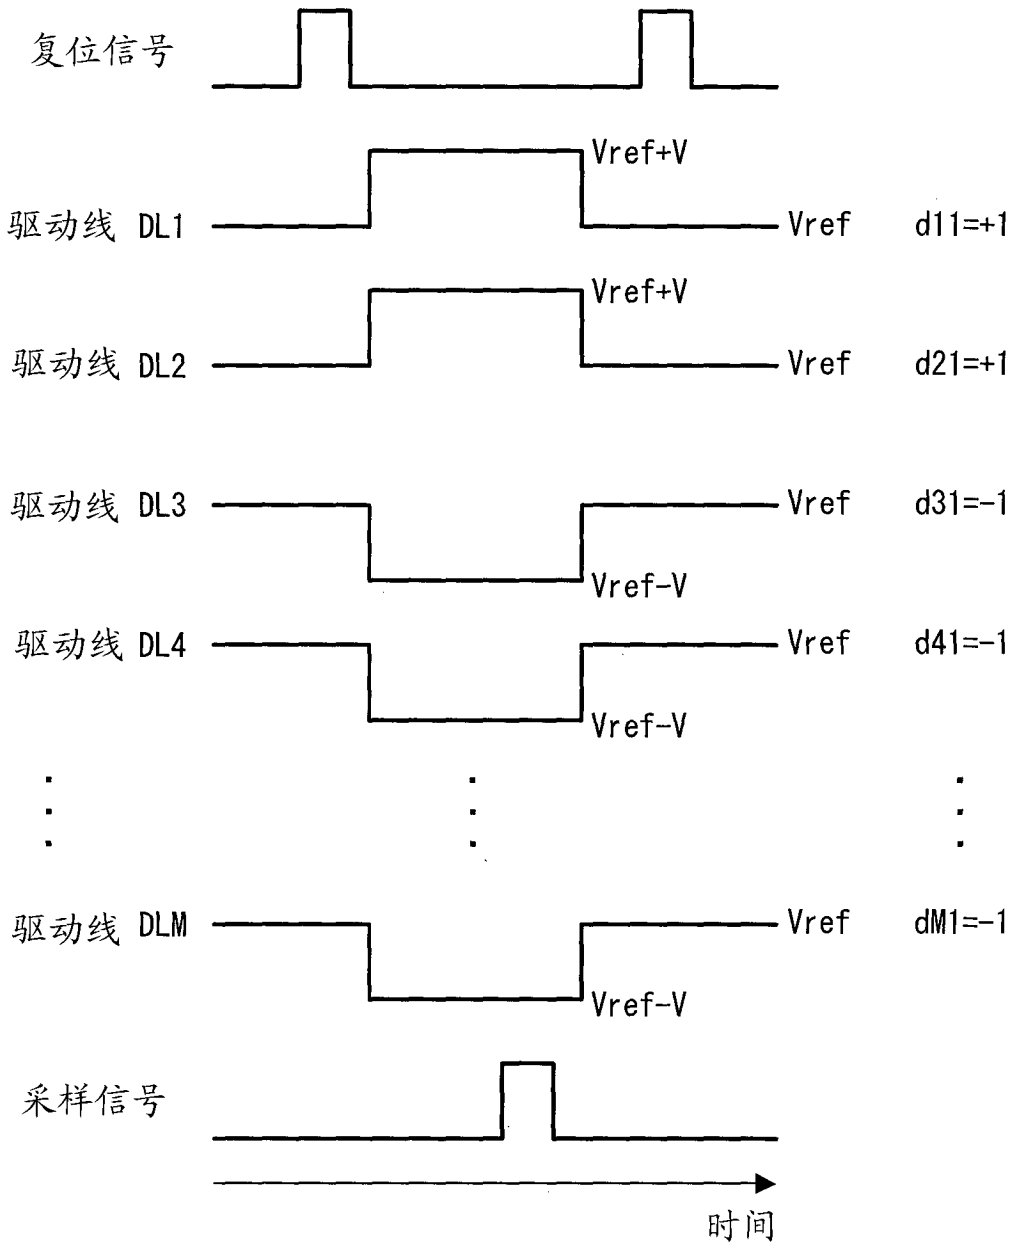 复位信号
Vref+V
驱动线 DL1 Vref d11=+1
Vref+V
驱动线 DL2 Vref d21=+1
驱动线 DL3 Vref d31=-1
Vref-V
驱动线 DL4 Vref d41=-1
Vref-V
驱动线 DLM Vref dM1=-1
Vref-V
采样信号
时间